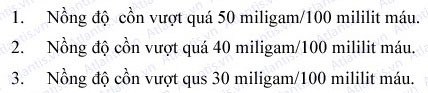 1. Nồng độ cồn vượt quá 50 miligam/100 mililit máu.
2. Nồng độ cồn vượt quá 40 miligam/100 mililit máu.
3. Nồng độ cồn vượt qus 30 miligam/100 mililit máu.